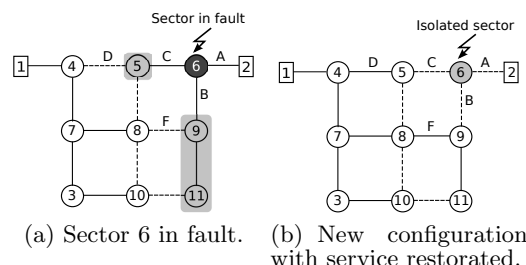 Sector in fault
1 4 D 5 C 6 A 2
B
7 8 F 9
3 10 11
(a) Sector 6 in fault.
Isolated sector
1 4 D 5 C 6 A 2
B
7 8 F 9
3 10 11
(b) New configuration
with service restorated.